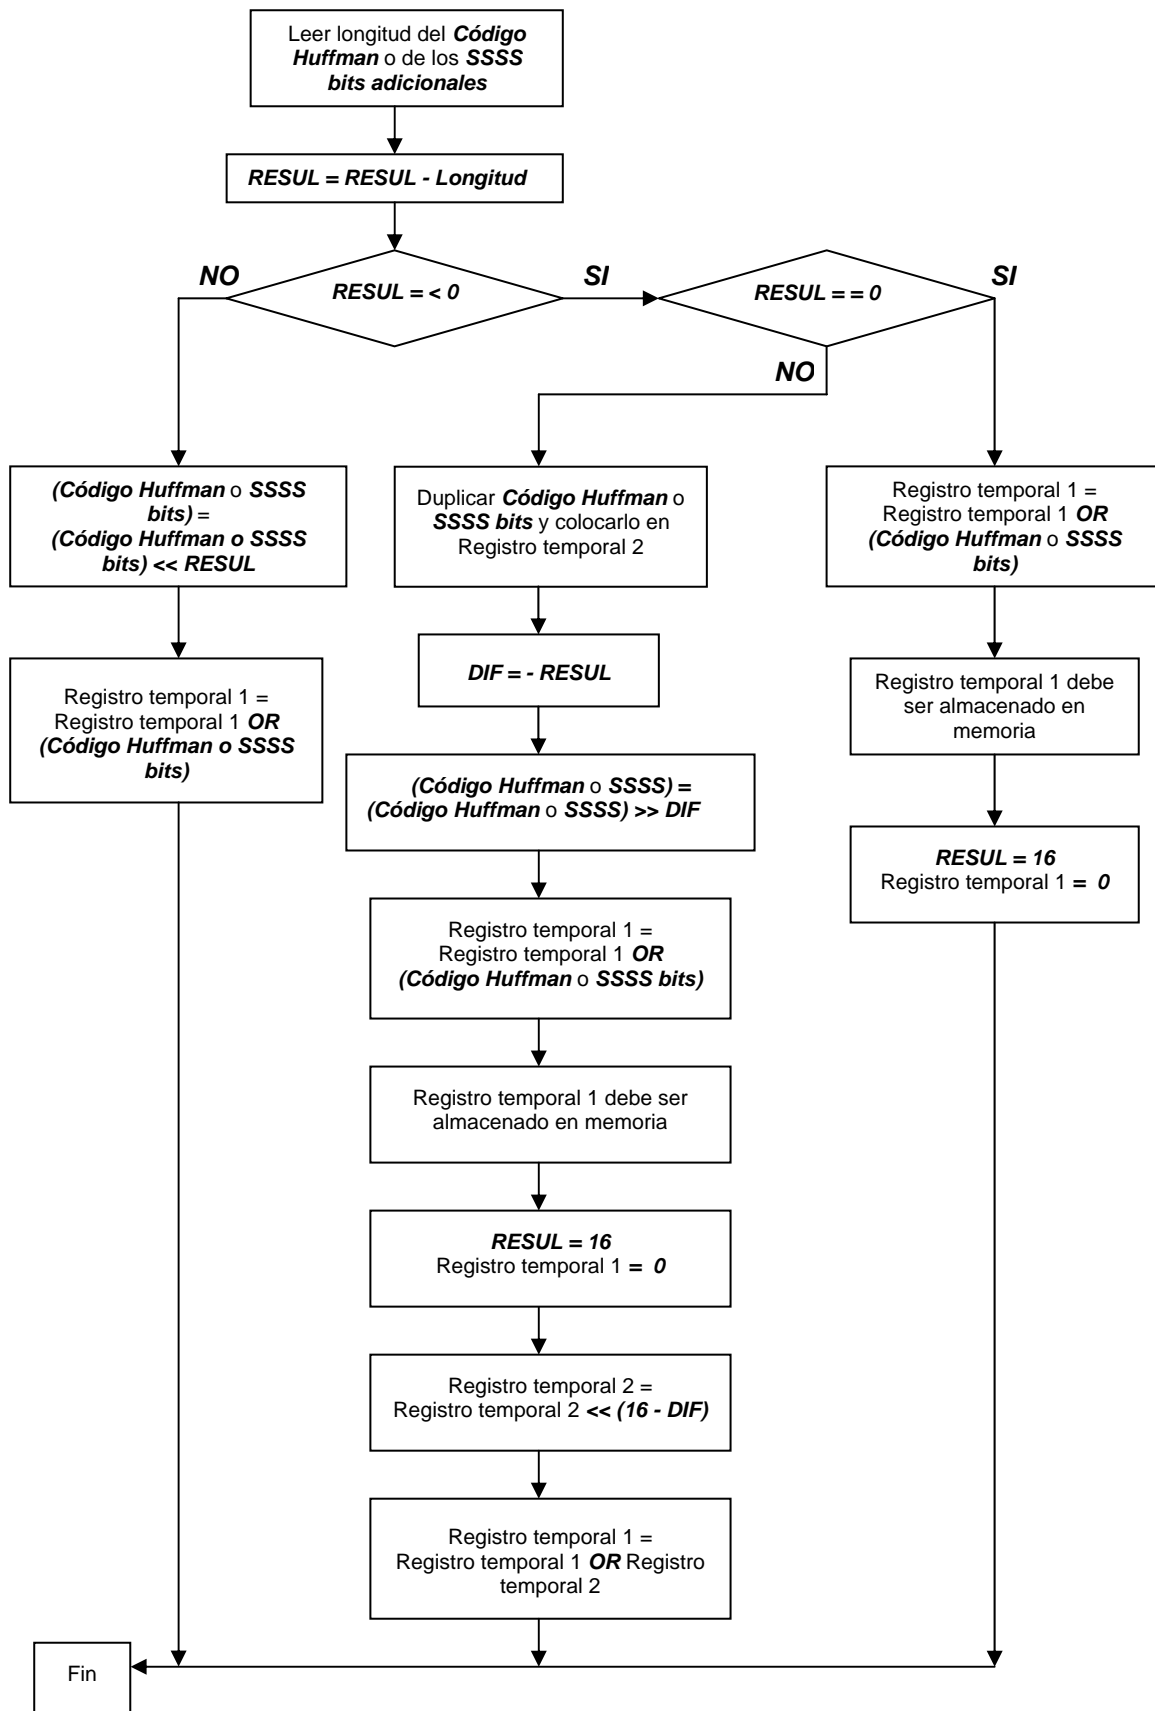 Leer longitud del Código
Huffman o de los SSSS
bits adicionales
RESUL = RESUL - Longitud
NO
RESUL = < 0
SI
RESUL = = 0
SI
NO
(Código Huffman o SSSS
bits) =
(Código Huffman o SSSS
bits) << RESUL
Duplicar Código Huffman o
SSSS bits y colocarlo en
Registro temporal 2
Registro temporal 1 =
Registro temporal 1 OR
(Código Huffman o SSSS
bits)
Registro temporal 1 =
Registro temporal 1 OR
(Código Huffman o SSSS
bits)
DIF = - RESUL
Registro temporal 1 debe
ser almacenado en
memoria
(Código Huffman o SSSS) =
(Código Huffman o SSSS) >> DIF
RESUL = 16
Registro temporal 1 = 0
Registro temporal 1 =
Registro temporal 1 OR
(Código Huffman o SSSS bits)
Registro temporal 1 debe ser
almacenado en memoria
RESUL = 16
Registro temporal 1 = 0
Registro temporal 2 =
Registro temporal 2 << (16 - DIF)
Registro temporal 1 =
Registro temporal 1 OR Registro
temporal 2
Fin